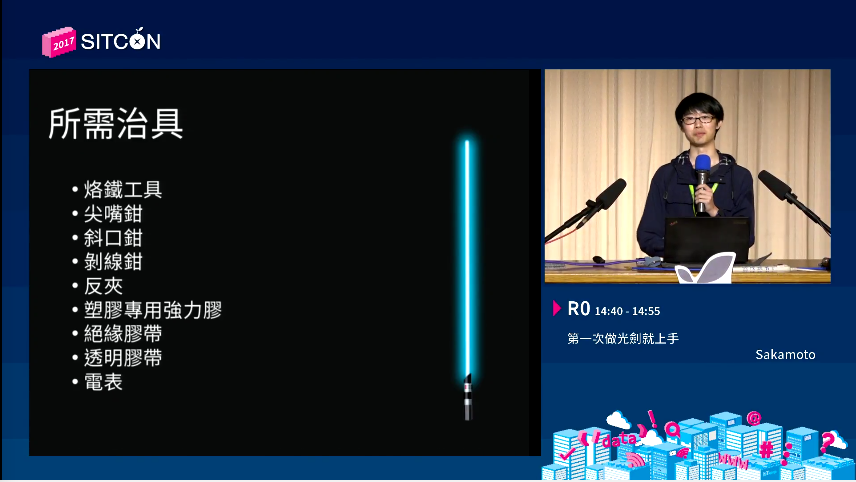 2017 SITCON
所需治具
• 烙鐵工具
• 尖嘴鉗
• 斜口鉗
• 剝線鉗
• 反夾
• 塑膠專用強力膠
• 絕緣膠帶
• 透明膠帶
• 電表
R0 14:40 - 14:55
第一次做光劍就上手
Sakamoto
data
@
#
www
?
!